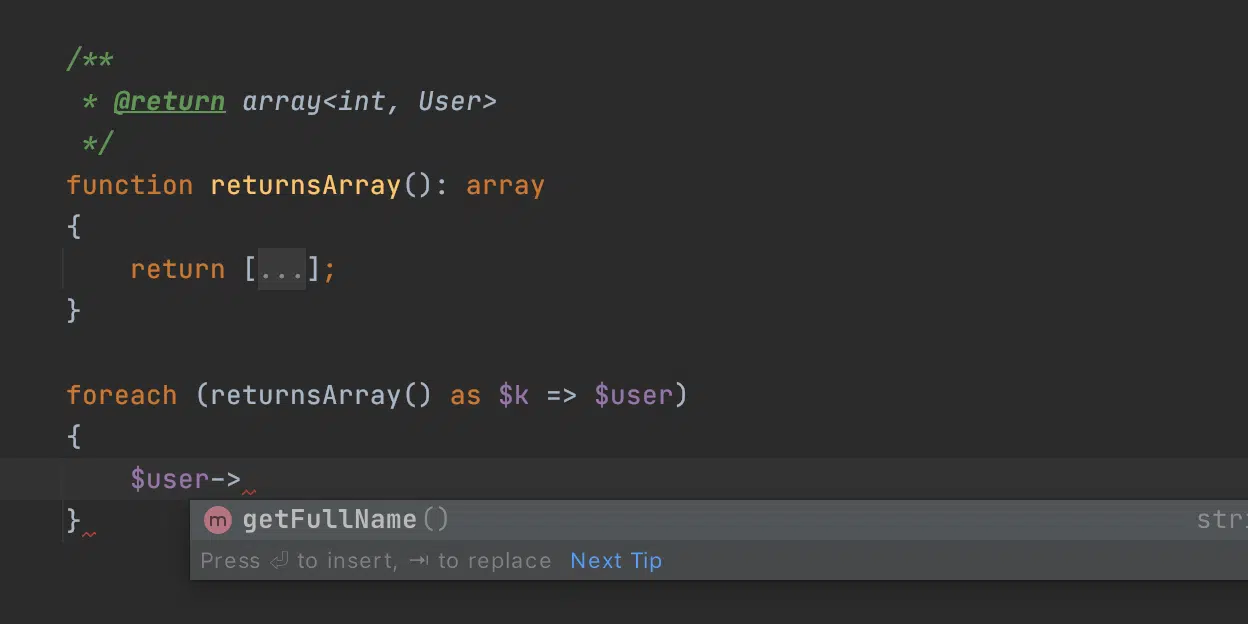 /**
 * @return array<int, User>
 */
function returnsArray(): array
{
    return [...];
}
foreach (returnsArray() as $k => $user)
{
    $user->
}
m getFullName() stri
Press ⏎ to insert, ⇥ to replace Next Tip